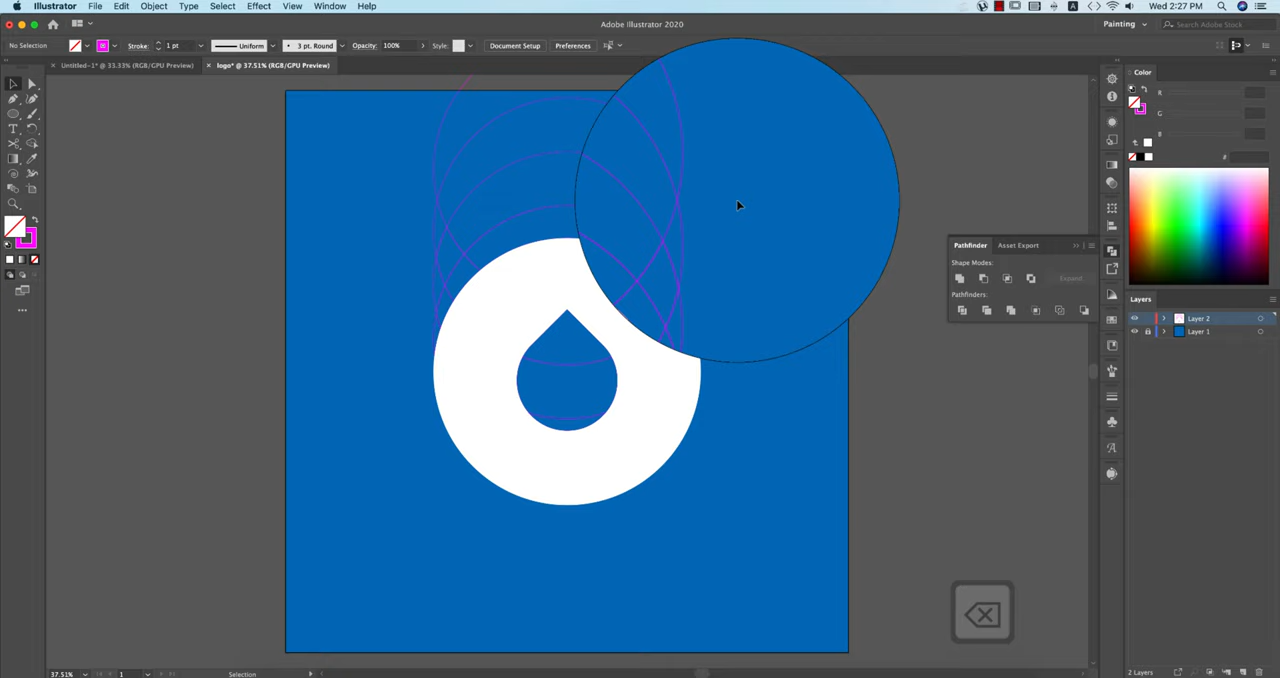 Illustrator File Edit Object Type Select Effect View Window Help Wed 2:27 PM
Adobe Illustrator 2020 Painting Search Adobe Stock
No Selection Stroke: 1 pt Uniform 3 pt. Round Opacity: 100% Style: Document Setup Preferences
Untitled-1* @ 33.33% (RGB/GPU Preview) logo* @ 37.51% (RGB/GPU Preview)
Color
R
G
B
#
Pathfinder Asset Export
Shape Modes:
Expand
Pathfinders:
Layers
Layer 2
Layer 1
37.51% 1 Selection 2 Layers